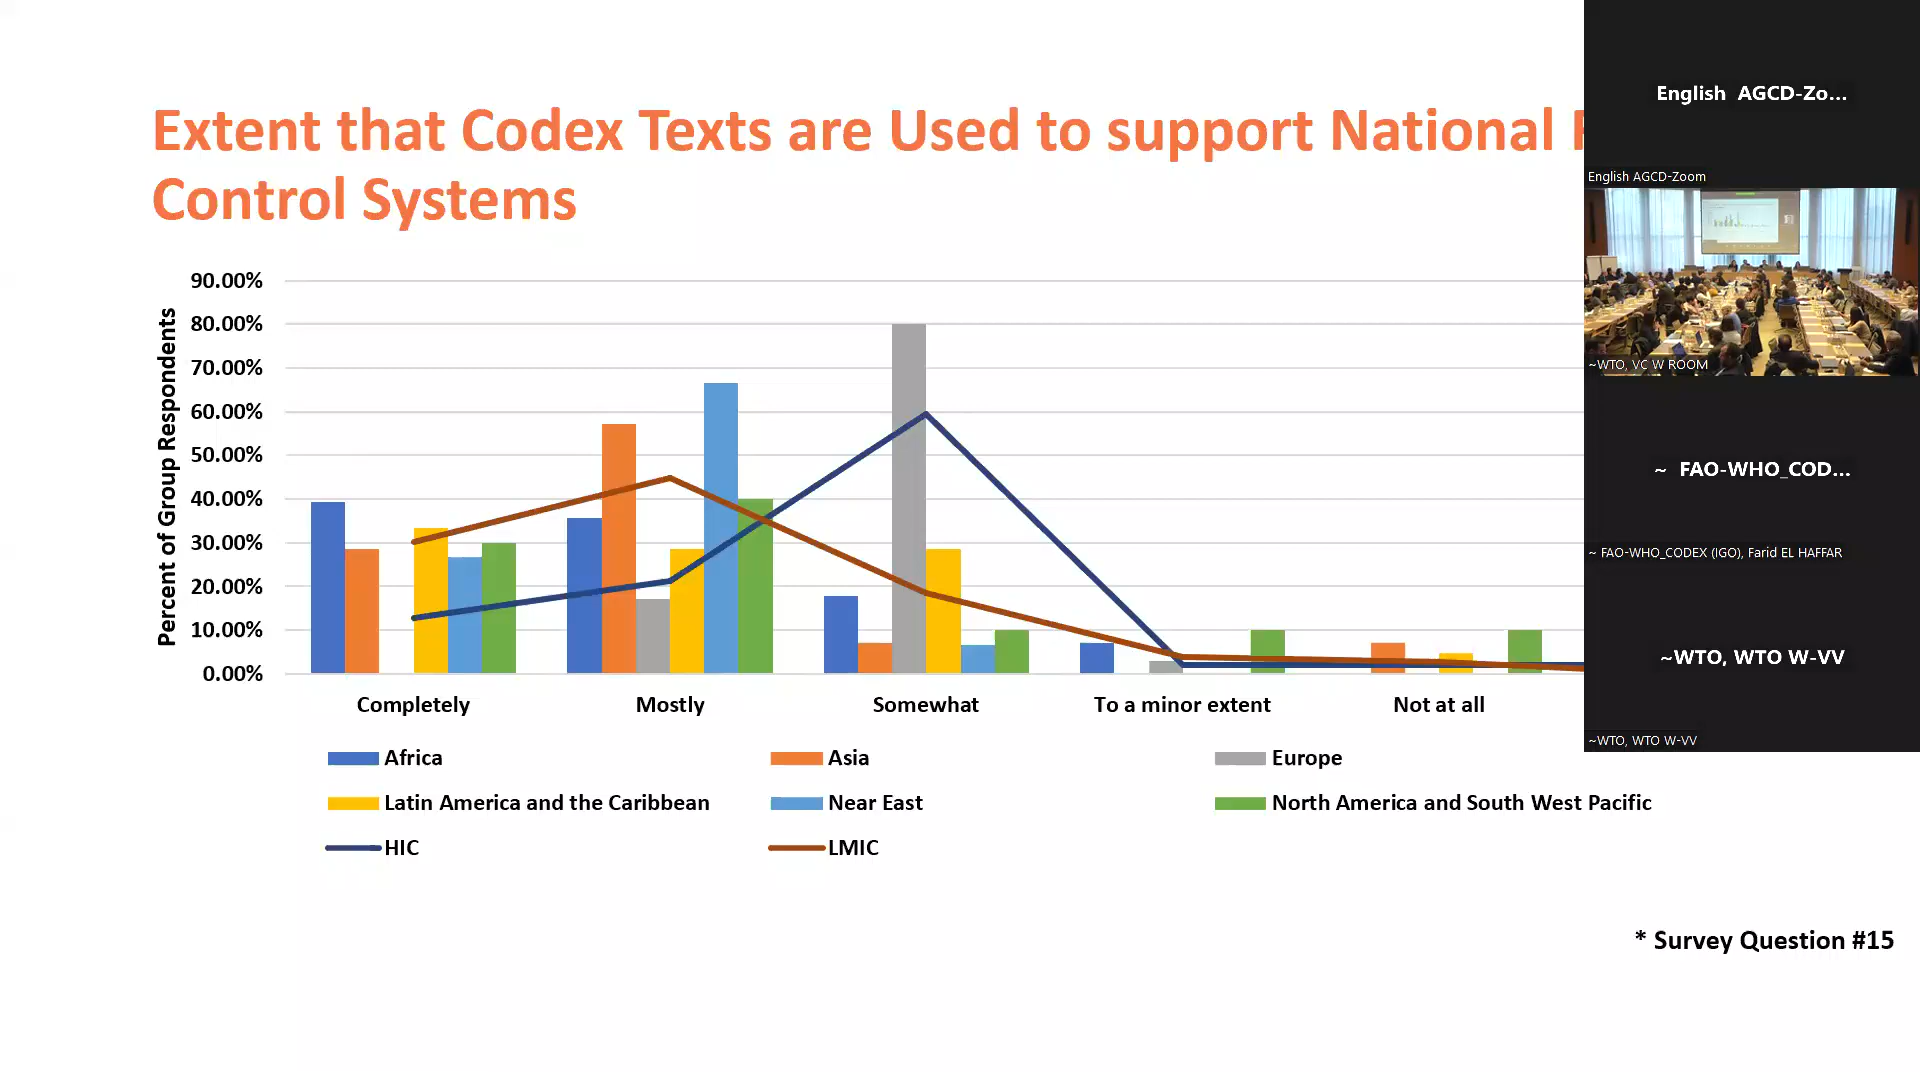 Extent that Codex Texts are Used to support National
Control Systems
Percent of Group Respondents
90.00%
80.00%
70.00%
60.00%
50.00%
40.00%
30.00%
20.00%
10.00%
0.00%
Completely
Mostly
Somewhat
To a minor extent
Not at all
Africa
Asia
Europe
Latin America and the Caribbean
Near East
North America and South West Pacific
HIC
LMIC
* Survey Question #15
English AGCD-Zo...
English AGCD-Zoom
~WTO, VC W ROOM
~ FAO-WHO_COD...
~ FAO-WHO_CODEX (IGO), Farid EL HAFFAR
~WTO, WTO W-VV
~WTO, WTO W-VV